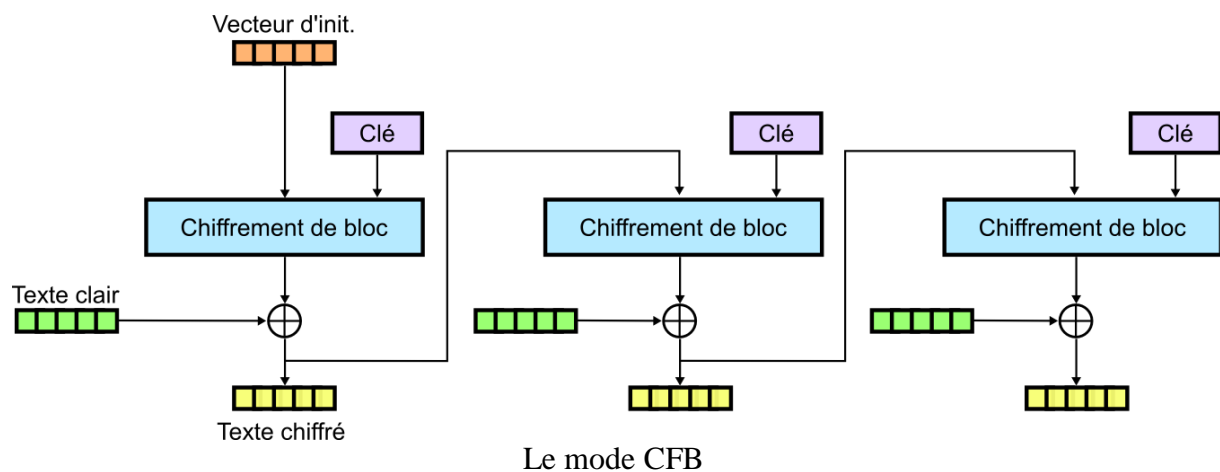 Vecteur d'init.
Clé
Clé
Clé
Chiffrement de bloc
Chiffrement de bloc
Chiffrement de bloc
Texte clair
Texte chiffré
Le mode CFB